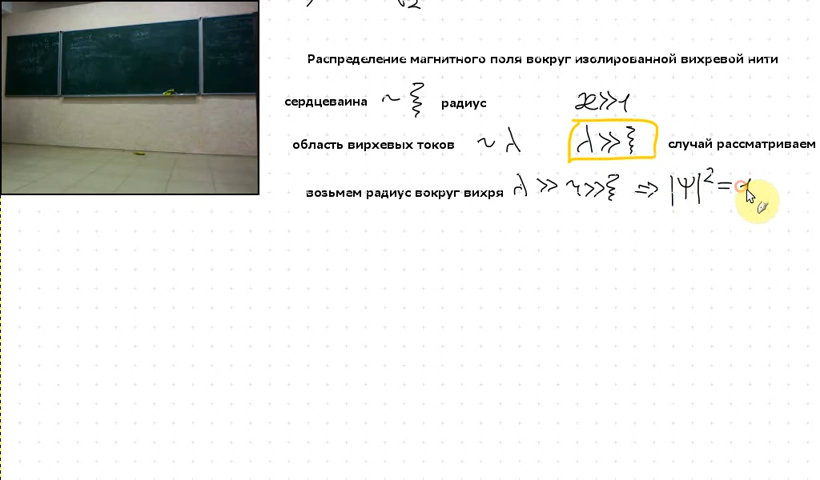 √2
Распределение магнитного поля вокруг изолированной вихревой нити
сердцеваина ~ ξ радиус æ>>1
область вирхевых токов ~ λ λ>>ξ случай рассматриваем
возьмем радиус вокруг вихря λ >> r >> ξ ⇒ |Ψ|² = 1